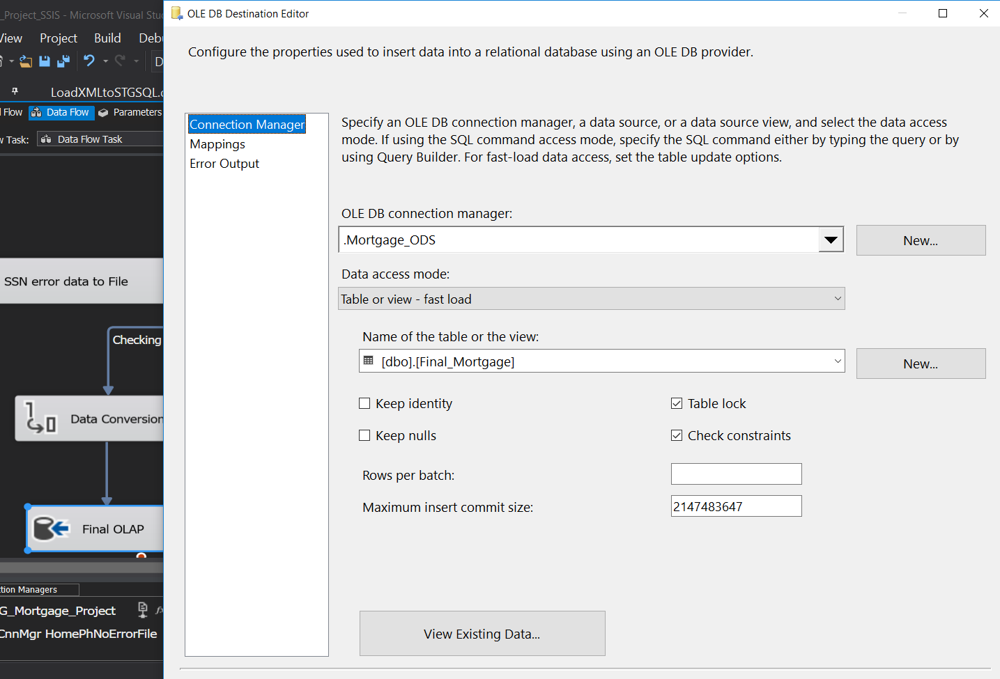 _Project_SSIS - Microsoft Visual Stu
View Project Build Deb
D
LoadXMLtoSTGSQL.
Flow Data Flow Parameters
Task: Data Flow Task
SSN error data to File
Checking
Data Conversion
Final OLAP
tion Managers
G_Mortgage_Project
CnnMgr HomePhNoErrorFile
OLE DB Destination Editor
Configure the properties used to insert data into a relational database using an OLE DB provider.
Connection Manager
Mappings
Error Output
Specify an OLE DB connection manager, a data source, or a data source view, and select the data access
mode. If using the SQL command access mode, specify the SQL command either by typing the query or by
using Query Builder. For fast-load data access, set the table update options.
OLE DB connection manager:
.Mortgage_ODS
New...
Data access mode:
Table or view - fast load
Name of the table or the view:
[dbo].[Final_Mortgage]
New...
Keep identity
Table lock
Keep nulls
Check constraints
Rows per batch:
Maximum insert commit size:
2147483647
View Existing Data...